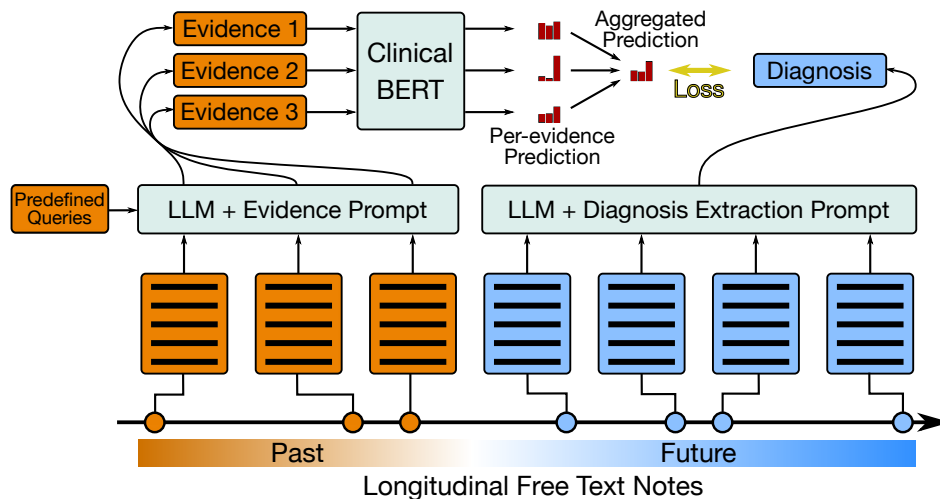 Evidence 1
Evidence 2
Evidence 3
Clinical
BERT
Aggregated
Prediction
Loss
Diagnosis
Per-evidence
Prediction
Predefined
Queries
LLM + Evidence Prompt
LLM + Diagnosis Extraction Prompt
Past
Future
Longitudinal Free Text Notes